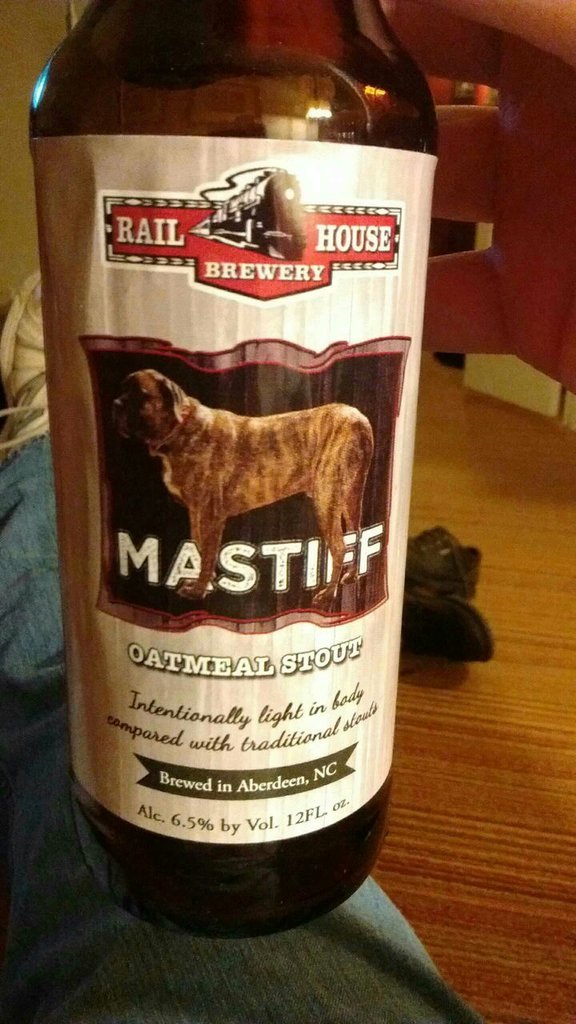 RAIL HOUSE
BREWERY
MASTIFF
OATMEAL STOUT
Intentionally light in body
compared with traditional stouts
Brewed in Aberdeen, NC
Alc. 6.5% by Vol. 12FL. oz.